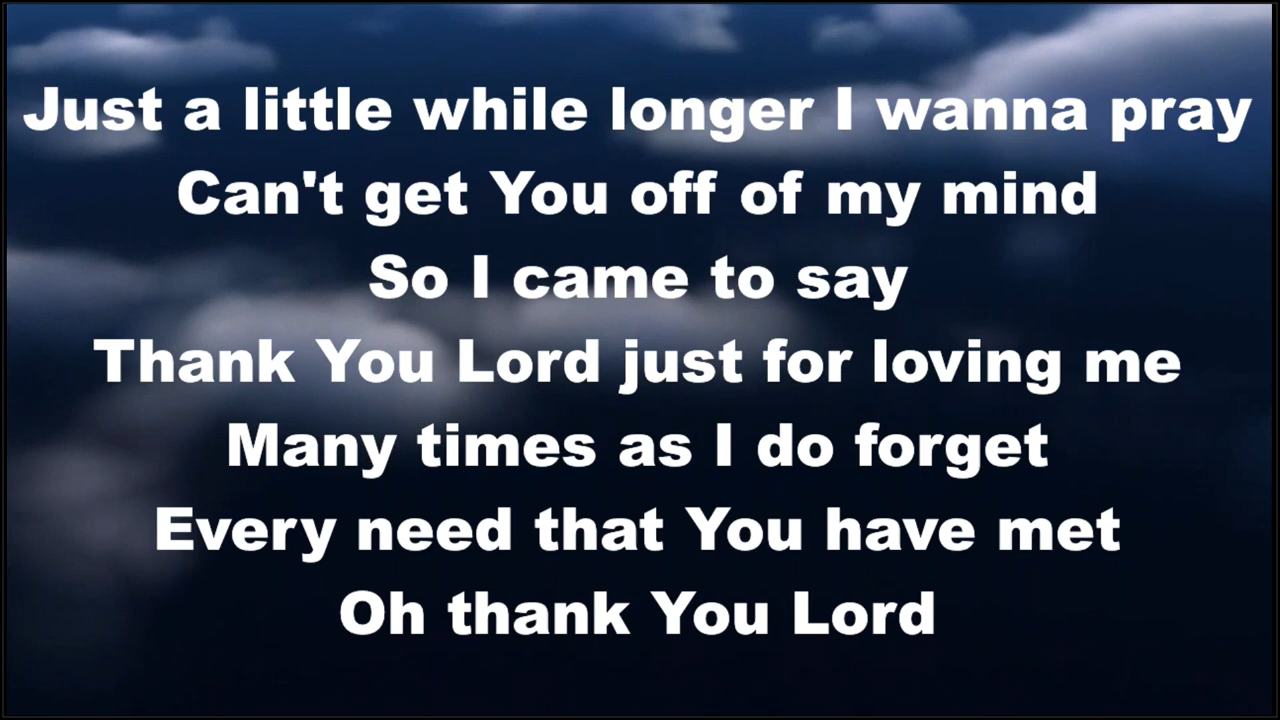 Just a little while longer I wanna pray
Can't get You off of my mind
So I came to say
Thank You Lord just for loving me
Many times as I do forget
Every need that You have met
Oh thank You Lord